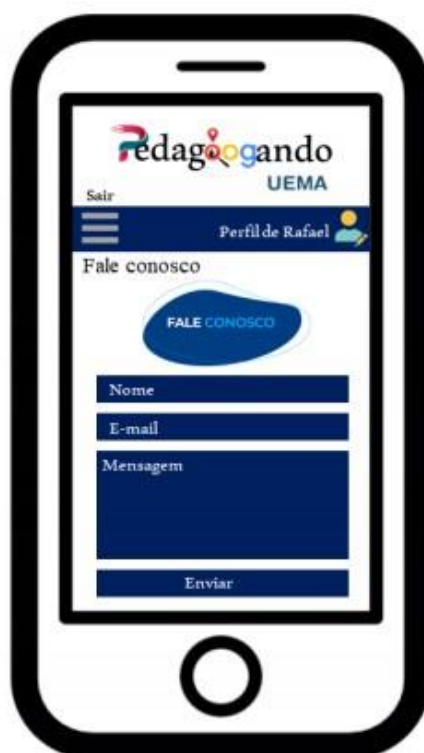 Pedagoogando
UEMA
Sair
Perfil de Rafael
Fale conosco
FALE CONOSCO
Nome
E-mail
Mensagem
Enviar